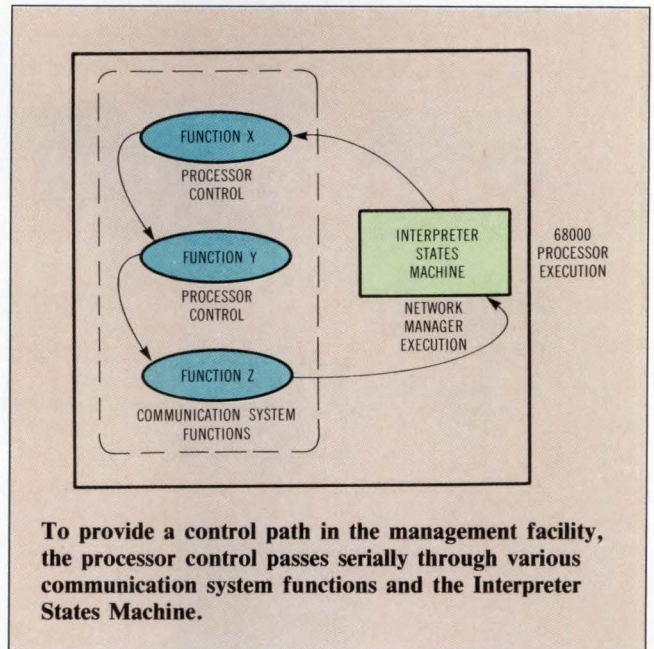 FUNCTION X
PROCESSOR
CONTROL
FUNCTION Y
PROCESSOR
CONTROL
FUNCTION Z
COMMUNICATION SYSTEM
FUNCTIONS
INTERPRETER
STATES
MACHINE
NETWORK
MANAGER
EXECUTION
68000
PROCESSOR
EXECUTION
To provide a control path in the management facility,
the processor control passes serially through various
communication system functions and the Interpreter
States Machine.